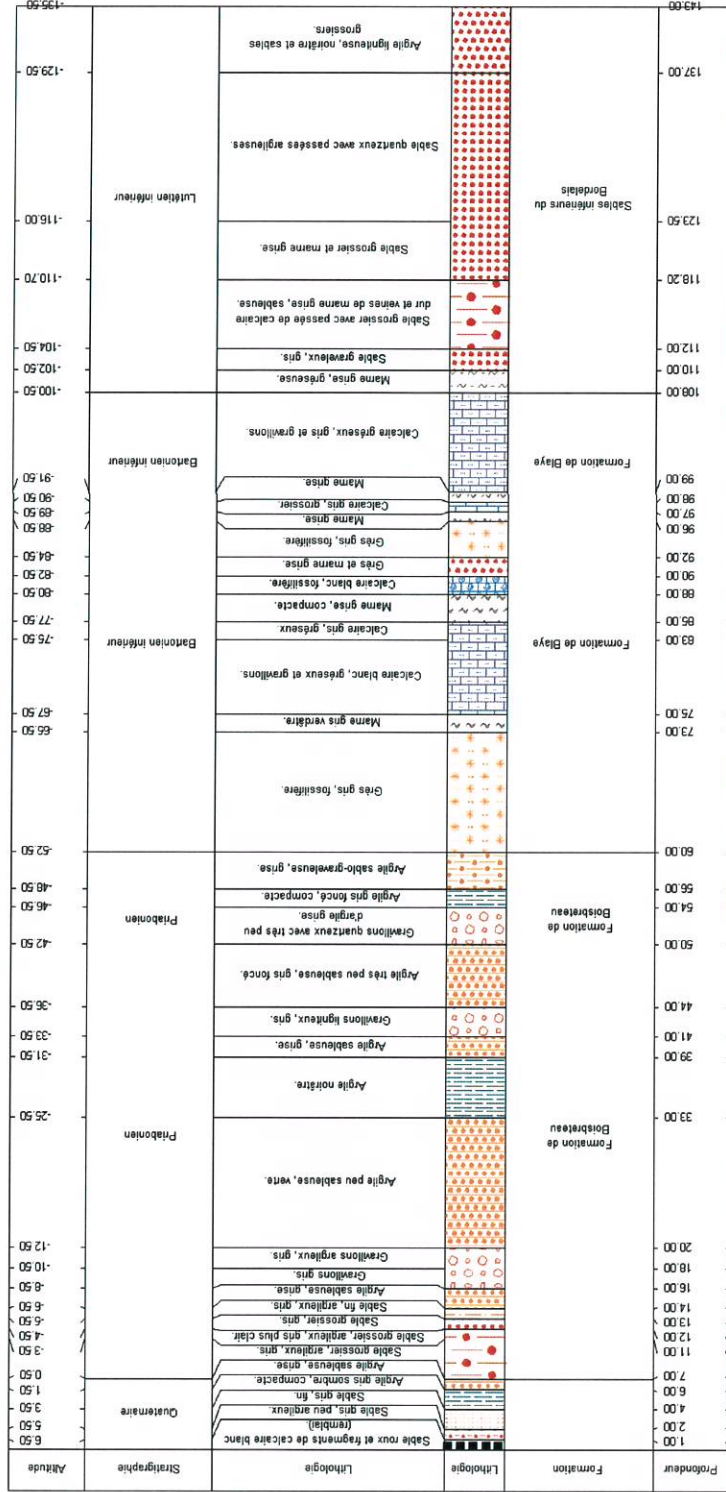 Profondeur Formation Lithologie Lithologie Stratigraphie Altitude
1.00
2.00
4.00
6.00
7.00
11.00
12.00
13.00
14.00
16.00
18.00
20.00
33.00
39.00
41.00
44.00
50.00
54.00
56.00
60.00
73.00
75.00
83.00
85.00
88.00
90.00
92.00
96.00
97.00
98.00
99.00
108.00
110.00
112.00
118.20
123.50
137.00
143.00
Formation de
Boisbreteau
Formation de
Boisbreteau
Formation de Blaye
Formation de Blaye
Sables inférieurs du
Bordelais
Sable roux et fragments de calcaire blanc
(remblai).
Sable gris, peu argileux.
Sable gris, fin
Argile gris sombre, compacte.
Argile sableuse, grise.
Sable grossier, argileux, gris.
Sable grossier, argileux, gris plus clair.
Sable grossier, gris.
Sable fin, argileux, gris.
Argile sableuse, grise.
Gravillons gris.
Gravillons argileux, gris.
Argile peu sableuse, verte.
Argile noirâtre.
Argile sableuse, grise.
Gravillons ligniteux, gris.
Argile très peu sableuse, gris foncé.
Gravillons quartzeux avec très peu
d'argile grise.
Argile gris foncé, compacte.
Argile sablo-graveleuse, grise.
Grès gris, fossilifère.
Marne gris verdâtre.
Calcaire blanc, gréseux et gravillons.
Calcaire gris, gréseux.
Marne grise, compacte.
Calcaire blanc, fossilifère.
Grès et marne grise.
Grès gris, fossilifère.
Marne grise.
Calcaire gris, grossier.
Marne grise.
Calcaire gréseux, gris et gravillons.
Marne grise, gréseuse.
Sable graveleux, gris.
Sable grossier avec passée de calcaire
dur et veines de marne grise, sableuse.
Sable grossier et marne grise.
Sable quartzeux avec passées argileuses.
Argile ligniteuse, noirâtre et sables
grossiers.
Quaternaire
Priabonien
Priabonien
Bartonien inférieur
Bartonien inférieur
Lutétien inférieur
6.50
5.50
3.50
1.50
0.50
-3.50
-4.50
-5.50
-6.50
-8.50
-10.50
-12.50
-25.50
-31.50
-33.50
-36.50
-42.50
-46.50
-48.50
-52.50
-65.50
-67.50
-75.50
-77.50
-80.50
-82.50
-84.50
-88.50
-89.50
-90.50
-91.50
-100.50
-102.50
-104.50
-110.70
-116.00
-129.50
-135.50